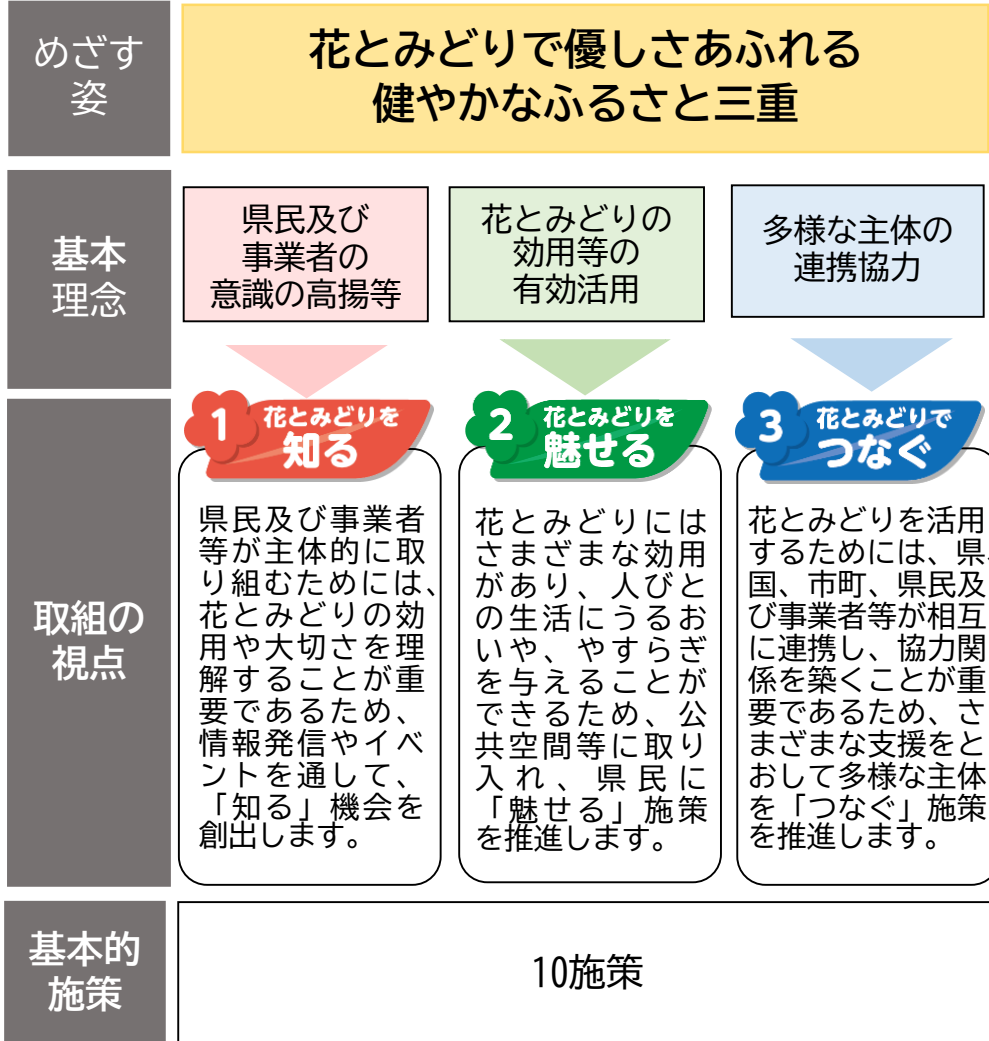 めざす
姿
花とみどりで優しさあふれる
健やかなふるさと三重
基本
理念
県民及び
事業者の
意識の高揚等
花とみどりの
効用等の
有効活用
多様な主体の
連携協力
取組の
視点
1 花とみどりを
知る
県民及び事業者
等が主体的に取
り組むためには、
花とみどりの効
用や大切さを理
解することが重
要であるため、
情報発信やイベ
ントを通して、
「知る」機会を
創出します。
2 花とみどりを
魅せる
花とみどりには
さまざまな効用
があり、人びと
の生活にうるお
いや、やすらぎ
を与えることが
できるため、公
共空間等に取り
入れ、県民に
「魅せる」施策
を推進します。
3 花とみどりで
つなぐ
花とみどりを活用
するためには、県、
国、市町、県民及
び事業者等が相互
に連携し、協力関
係を築くことが重
要であるため、さ
まざまな支援をと
おして多様な主体
を「つなぐ」施策
を推進します。
基本的
施策
10施策